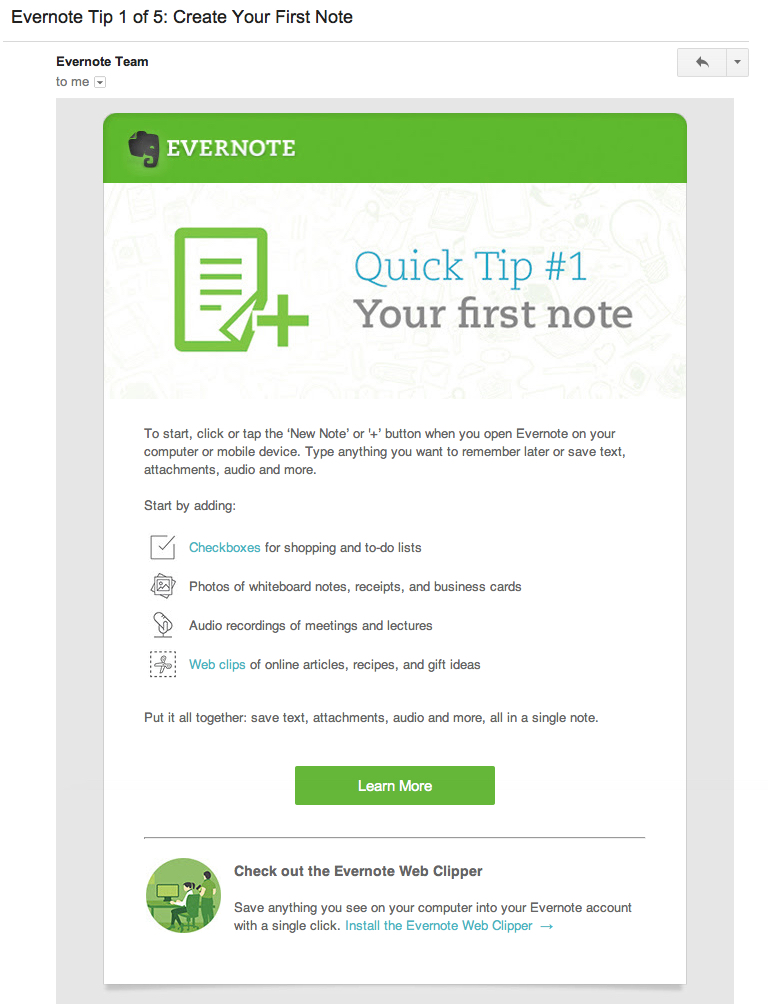 Evernote Tip 1 of 5: Create Your First Note
Evernote Team
to me
EVERNOTE
Quick Tip #1
Your first note
To start, click or tap the ‘New Note’ or '+’ button when you open Evernote on your
computer or mobile device. Type anything you want to remember later or save text,
attachments, audio and more.
Start by adding:
Checkboxes for shopping and to-do lists
Photos of whiteboard notes, receipts, and business cards
Audio recordings of meetings and lectures
Web clips of online articles, recipes, and gift ideas
Put it all together: save text, attachments, audio and more, all in a single note.
Learn More
Check out the Evernote Web Clipper
Save anything you see on your computer into your Evernote account
with a single click. Install the Evernote Web Clipper →